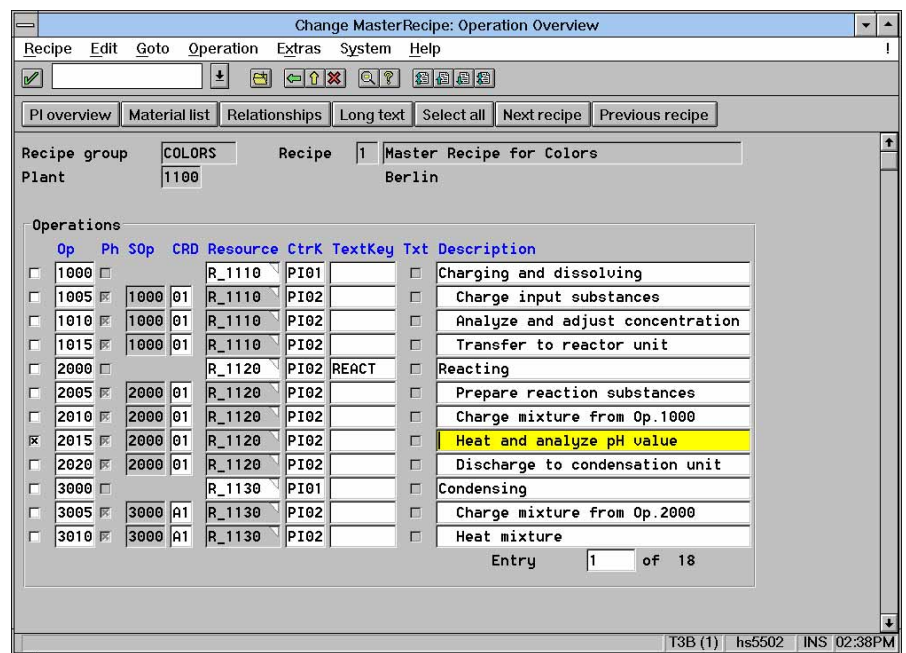 Change MasterRecipe: Operation Overview
Recipe Edit Goto Operation Extras System Help !
PI overview Material list Relationships Long text Select all Next recipe Previous recipe
Recipe group COLORS Recipe 1 Master Recipe for Colors
Plant 1100 Berlin
Operations
Op Ph SOp CRD Resource CtrK TextKey Txt Description
1000 R_1110 PI01 Charging and dissolving
1005 1000 01 R_1110 PI02 Charge input substances
1010 1000 01 R_1110 PI02 Analyze and adjust concentration
1015 1000 01 R_1110 PI02 Transfer to reactor unit
2000 R_1120 PI02 REACT Reacting
2005 2000 01 R_1120 PI02 Prepare reaction substances
2010 2000 01 R_1120 PI02 Charge mixture from Op.1000
2015 2000 01 R_1120 PI02 Heat and analyze pH value
2020 2000 01 R_1120 PI02 Discharge to condensation unit
3000 R_1130 PI01 Condensing
3005 3000 A1 R_1130 PI02 Charge mixture from Op.2000
3010 3000 A1 R_1130 PI02 Heat mixture
Entry 1 of 18
T3B (1) hs5502 INS 02:38PM